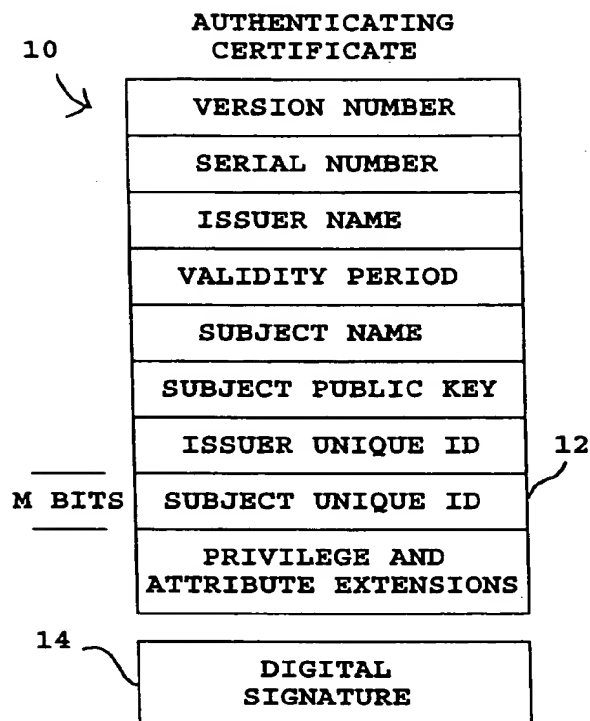 AUTHENTICATING
CERTIFICATE
10
VERSION NUMBER
SERIAL NUMBER
ISSUER NAME
VALIDITY PERIOD
SUBJECT NAME
SUBJECT PUBLIC KEY
ISSUER UNIQUE ID
12
M BITS
SUBJECT UNIQUE ID
PRIVILEGE AND
ATTRIBUTE EXTENSIONS
14
DIGITAL
SIGNATURE